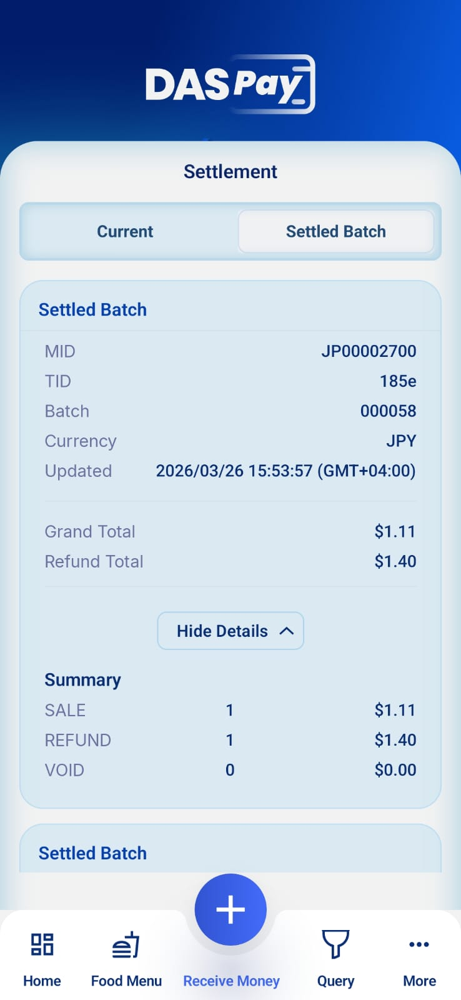 DAS Pay
Settlement
Current Settled Batch
Settled Batch
MID JP00002700
TID 185e
Batch 000058
Currency JPY
Updated 2026/03/26 15:53:57 (GMT+04:00)
Grand Total $1.11
Refund Total $1.40
Hide Details
Summary
SALE 1 $1.11
REFUND 1 $1.40
VOID 0 $0.00
Settled Batch
Home Food Menu Receive Money Query More